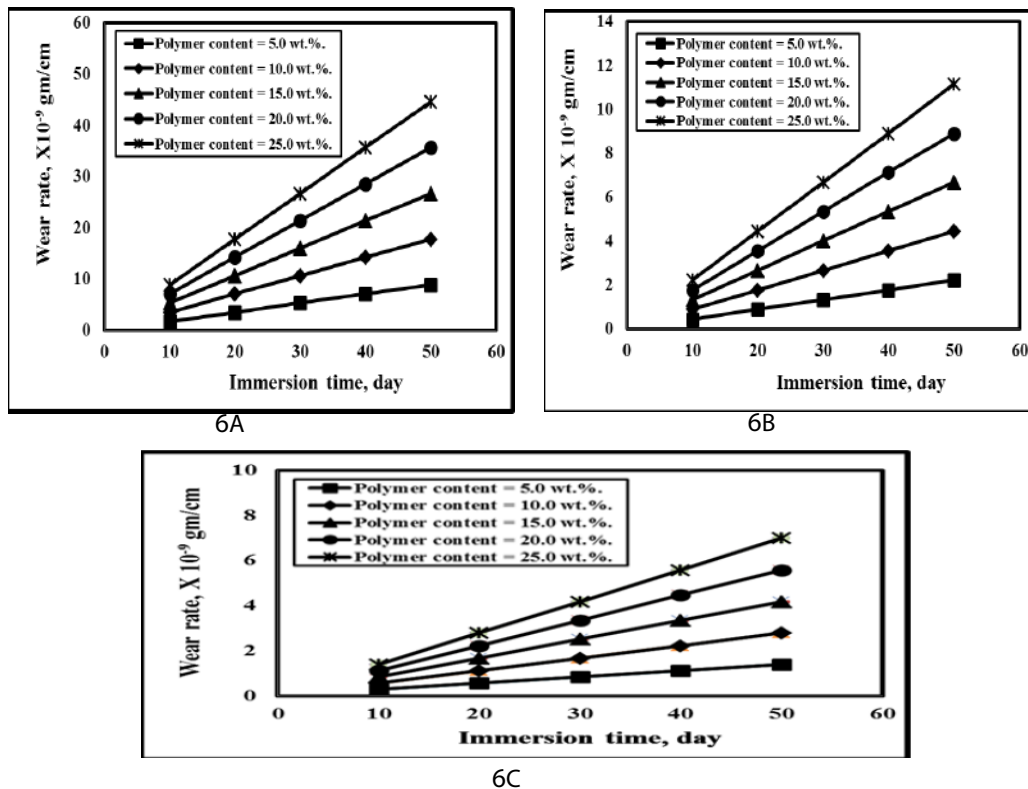 60
50
40
30
20
10
0
Wear rate, X10⁻⁹ gm/cm
Polymer content = 5.0 wt.%.
Polymer content = 10.0 wt.%.
Polymer content = 15.0 wt.%.
Polymer content = 20.0 wt.%.
Polymer content = 25.0 wt.%.
0 10 20 30 40 50 60
Immersion time, day
6A
14
12
10
8
6
4
2
0
Wear rate, X 10⁻⁹ gm/cm
Polymer content = 5.0 wt.%.
Polymer content = 10.0 wt.%.
Polymer content = 15.0 wt.%.
Polymer content = 20.0 wt.%.
Polymer content = 25.0 wt.%.
0 10 20 30 40 50 60
Immersion time, day
6B
10
8
6
4
2
0
Wear rate, X 10⁻⁹ gm/cm
Polymer content = 5.0 wt.%.
Polymer content = 10.0 wt.%.
Polymer content = 15.0 wt.%.
Polymer content = 20.0 wt.%.
Polymer content = 25.0 wt.%.
0 10 20 30 40 50 60
Immersion time, day
6C